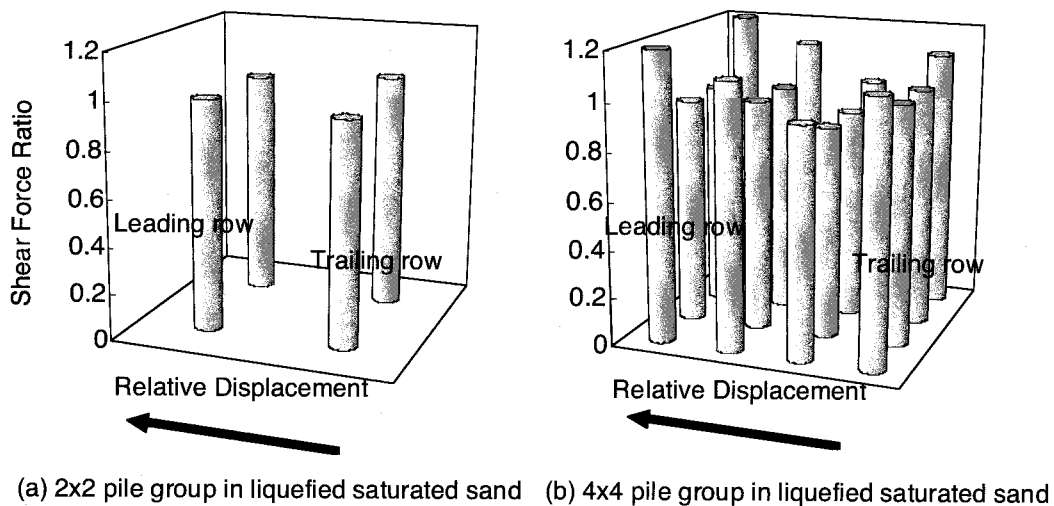 1.2
1
0.8
0.6
0.4
0.2
0
Shear Force Ratio
Leading row
Trailing row
Relative Displacement
(a) 2x2 pile group in liquefied saturated sand
1.2
1
0.8
0.6
0.4
0.2
0
Leading row
Trailing row
Relative Displacement
(b) 4x4 pile group in liquefied saturated sand